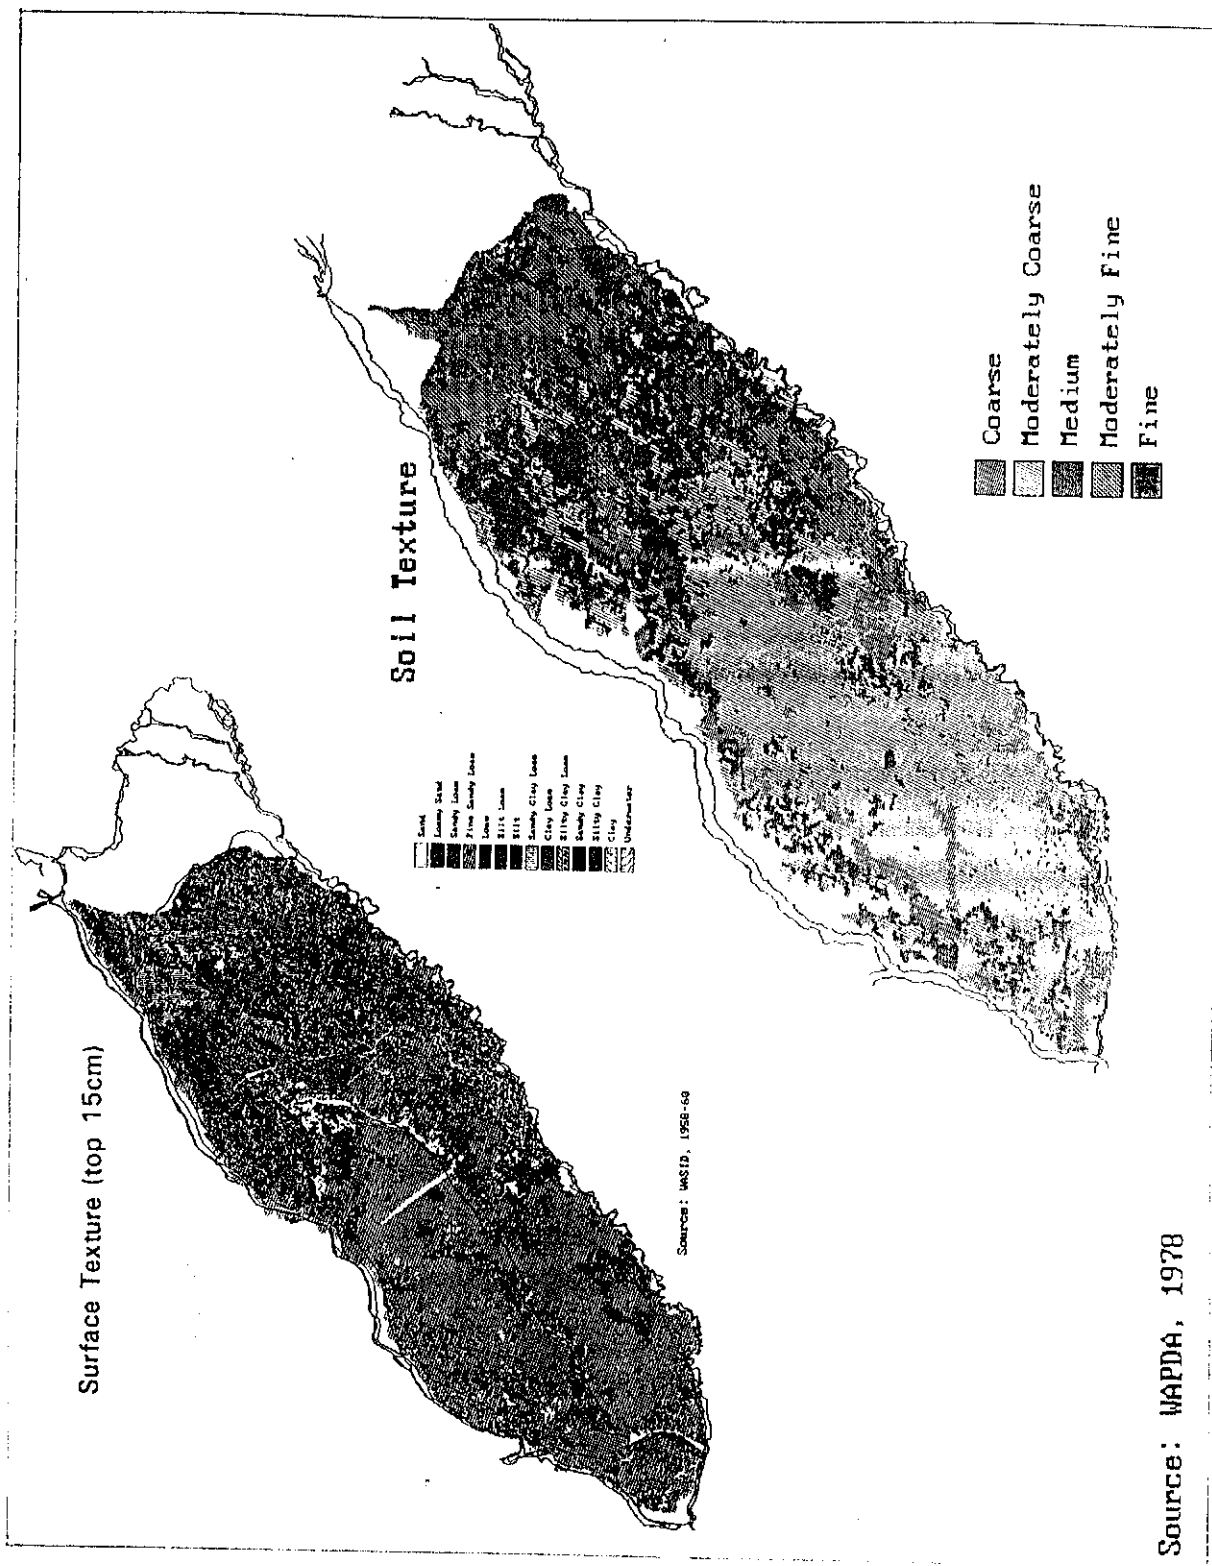 Surface Texture (top 15cm)
Sand
Loamy Sand
Sandy Loam
Fine Sandy Loam
Loam
Silt Loam
Silt
Sandy Clay Loam
Clay Loam
Silty Clay Loam
Sandy Clay
Silty Clay
Clay
Underwater
Source: WASID, 1958-60
Soil Texture
Coarse
Moderately Coarse
Medium
Moderately Fine
Fine
Source: WAPDA, 1978